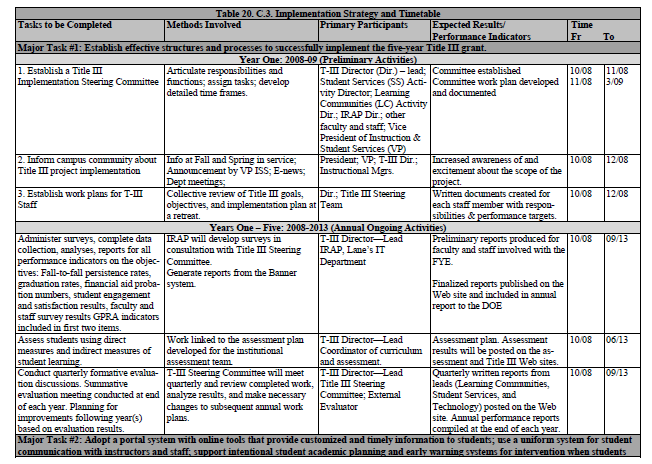 Table 20. C.3. Implementation Strategy and Timetable
Tasks to be Completed
Methods Involved
Primary Participants
Expected Results/
Performance Indicators
Time
Fr
To
Major Task #1: Establish effective structures and processes to successfully implement the five-year Title III grant.
Year One: 2008-09 (Preliminary Activities)
1. Establish a Title III
Implementation Steering Committee
Articulate responsibilities and
functions; assign tasks; develop
detailed time frames.
T-III Director (Dir.) – lead;
Student Services (SS) Acti-
vity Director; Learning
Communities (LC) Activity
Dir.; IRAP Dir.; other
faculty and staff; Vice
President of Instruction &
Student Services (VP)
Committee established
Committee work plan developed
and documented
10/08
11/08
11/08
3/09
2. Inform campus community about
Title III project implementation
Info at Fall and Spring in service;
Announcement by VP ISS; E-news;
Dept meetings;
President; VP; T-III Dir.;
Instructional Mgrs.
Increased awareness of and
excitement about the scope of the
project.
10/08
12/08
3. Establish work plans for T-III
Staff
Collective review of Title III goals,
objectives, and implementation plan at
a retreat.
Dir.; Title III Steering
Team
Written documents created for
each staff member with respon-
sibilities & performance targets.
10/08
12/08
Years One – Five: 2008-2013 (Annual Ongoing Activities)
Administer surveys, complete data
collection, analyses, reports for all
performance indicators on the objec-
tives: Fall-to-fall persistence rates,
graduation rates, financial aid proba-
tion numbers, student engagement
and satisfaction results, faculty and
staff survey results GPRA indicators
included in first two items.
IRAP will develop surveys in
consultation with Title III Steering
Committee.
Generate reports from the Banner
system.
T-III Director—Lead
IRAP, Lane's IT
Department
Preliminary reports produced for
faculty and staff involved with the
FYE.
Finalized reports published on the
Web site and included in annual
report to the DOE
10/08
09/13
Assess students using direct
measures and indirect measures of
student learning.
Work linked to the assessment plan
developed for the institutional
assessment team.
T-III Director—Lead
Coordinator of curriculum
and assessment.
Assessment plan. Assessment
results will be posted on the as-
sessment and Title III Web sites.
10/08
06/13
Conduct quarterly formative evalua-
tion discussions. Summative
evaluation meeting conducted at end
of each year. Planning for
improvements following year(s)
based on evaluation results.
T-III Steering Committee will meet
quarterly and review completed work,
analyze results, and make necessary
changes to subsequent annual work
plans.
T-III Director—Lead
Title III Steering
Committee; External
Evaluator
Quarterly written reports from
leads (Learning Communities,
Student Services, and
Technology) posted on the Web
site. Annual performance reports
compiled at the end of each year.
10/08
09/13
Major Task #2: Adopt a portal system with online tools that provide customized and timely information to students; use a uniform system for student
communication with instructors and staff; support intentional student academic planning and early warning systems for intervention when students